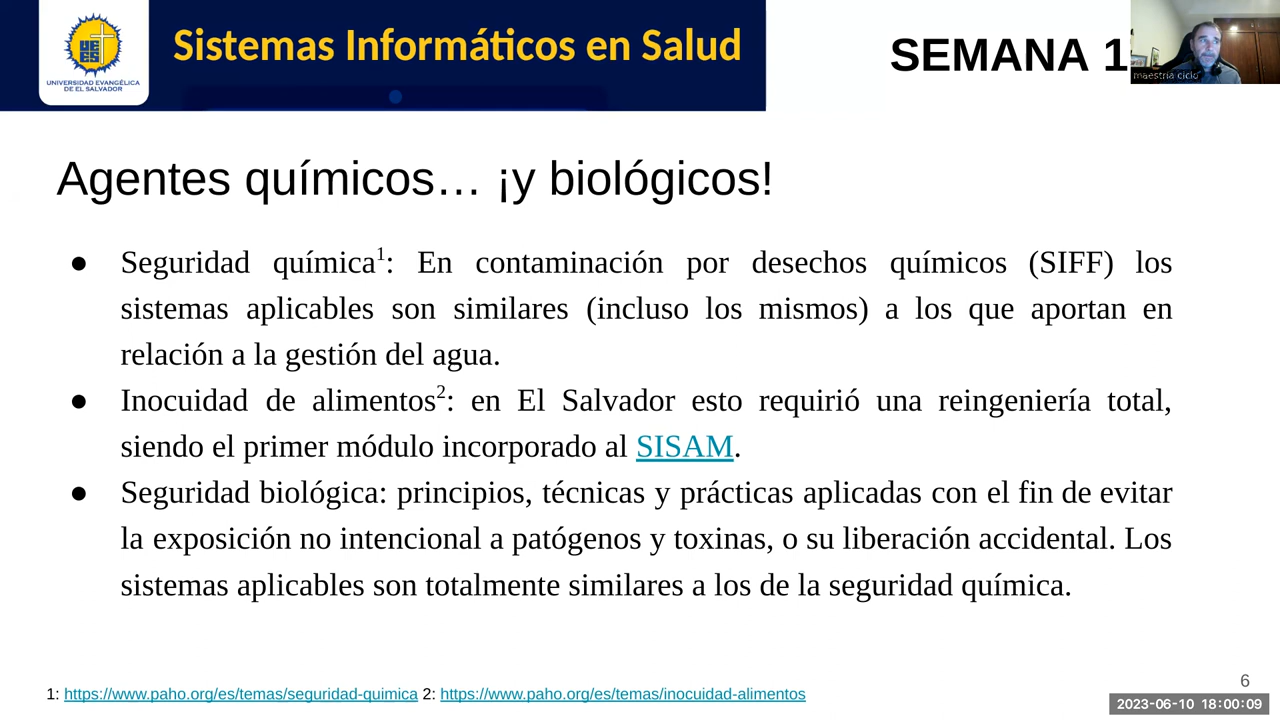 UNIVERSIDAD EVANGÉLICA
DE EL SALVADOR
Sistemas Informáticos en Salud
SEMANA 1
maestria ciclo
Agentes químicos… ¡y biológicos!
● Seguridad química1: En contaminación por desechos químicos (SIFF) los
sistemas aplicables son similares (incluso los mismos) a los que aportan en
relación a la gestión del agua.
● Inocuidad de alimentos2: en El Salvador esto requirió una reingeniería total,
siendo el primer módulo incorporado al SISAM.
● Seguridad biológica: principios, técnicas y prácticas aplicadas con el fin de evitar
la exposición no intencional a patógenos y toxinas, o su liberación accidental. Los
sistemas aplicables son totalmente similares a los de la seguridad química.
1: https://www.paho.org/es/temas/seguridad-quimica 2: https://www.paho.org/es/temas/inocuidad-alimentos
6
2023-06-10 18:00:09